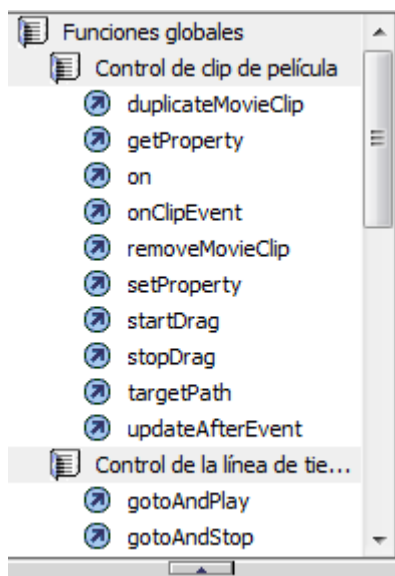 Funciones globales
Control de clip de película
duplicateMovieClip
getProperty
on
onClipEvent
removeMovieClip
setProperty
startDrag
stopDrag
targetPath
updateAfterEvent
Control de la línea de tie...
gotoAndPlay
gotoAndStop